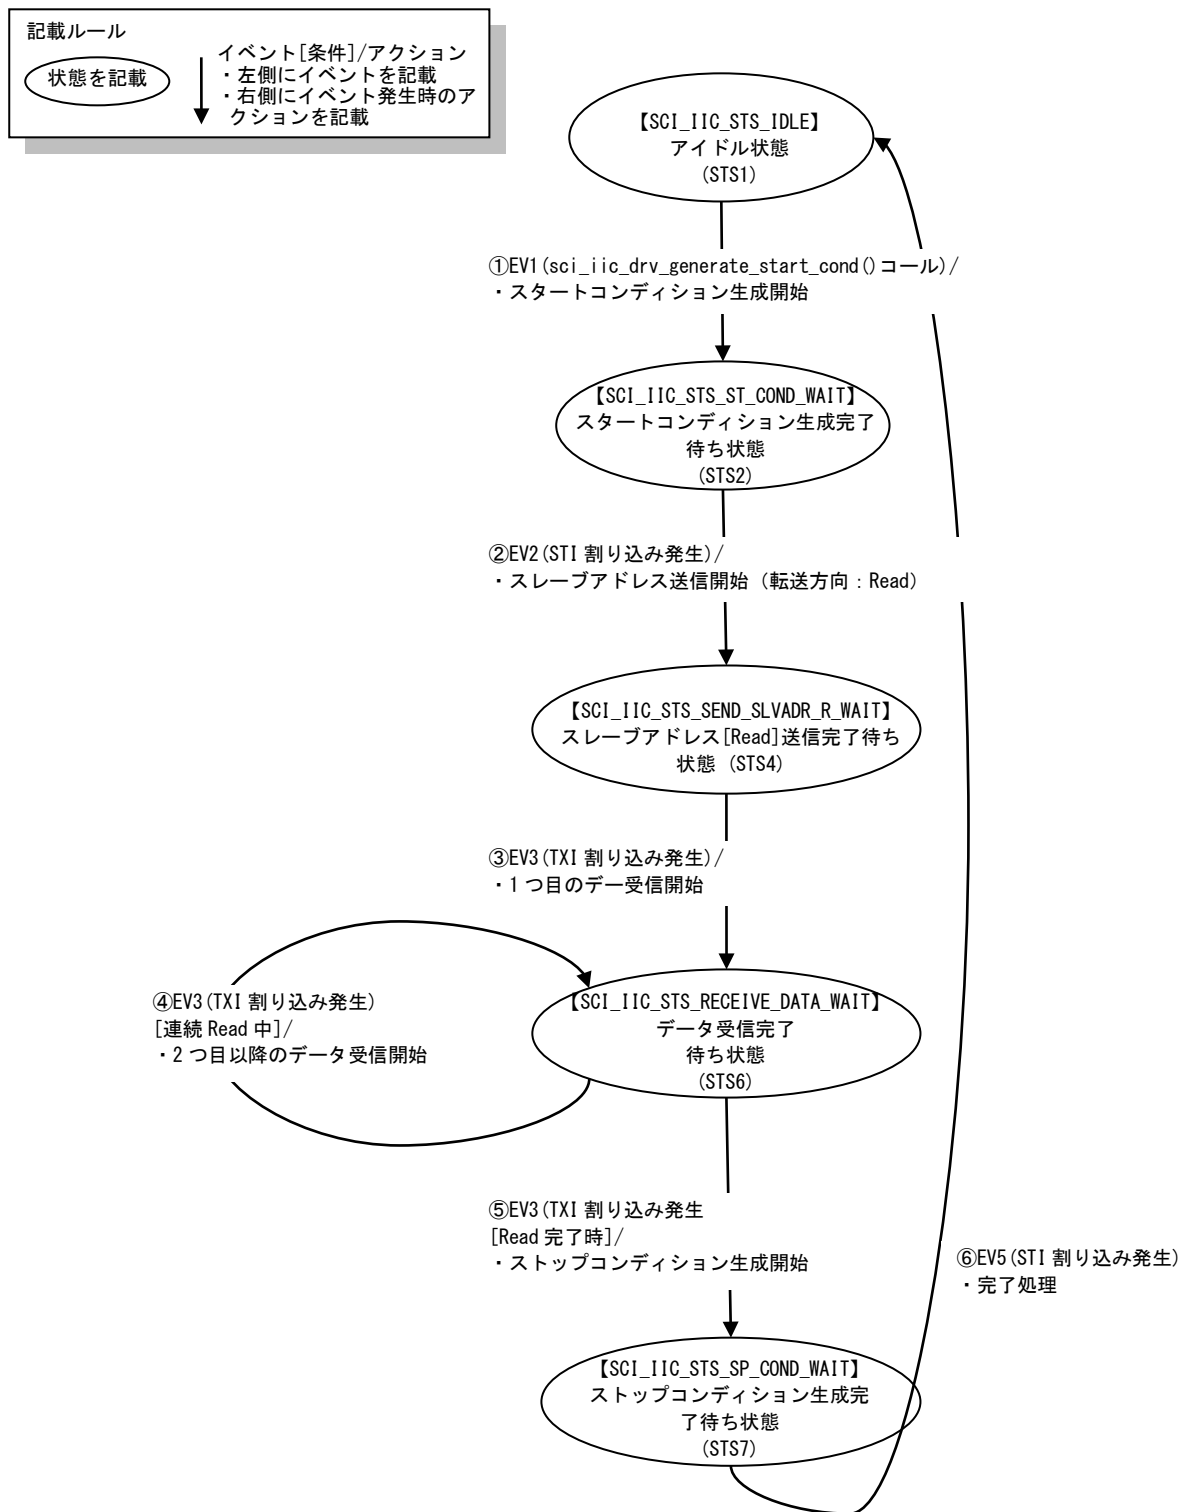 記載ルール
状態を記載
イベント[条件]/アクション
・左側にイベントを記載
・右側にイベント発生時のア
クションを記載
【SCI_IIC_STS_IDLE】
アイドル状態
(STS1)
①EV1(sci_iic_drv_generate_start_cond()コール)/
・スタートコンディション生成開始
【SCI_IIC_STS_ST_COND_WAIT】
スタートコンディション生成完了
待ち状態
(STS2)
②EV2(STI 割り込み発生)/
・スレーブアドレス送信開始（転送方向：Read）
【SCI_IIC_STS_SEND_SLVADR_R_WAIT】
スレーブアドレス[Read]送信完了待ち
状態 (STS4)
③EV3(TXI 割り込み発生)/
・1 つ目のデー受信開始
④EV3(TXI 割り込み発生)
[連続 Read 中]/
・2 つ目以降のデータ受信開始
【SCI_IIC_STS_RECEIVE_DATA_WAIT】
データ受信完了
待ち状態
(STS6)
⑤EV3(TXI 割り込み発生
[Read 完了時]/
・ストップコンディション生成開始
⑥EV5(STI 割り込み発生)
・完了処理
【SCI_IIC_STS_SP_COND_WAIT】
ストップコンディション生成完
了待ち状態
(STS7)